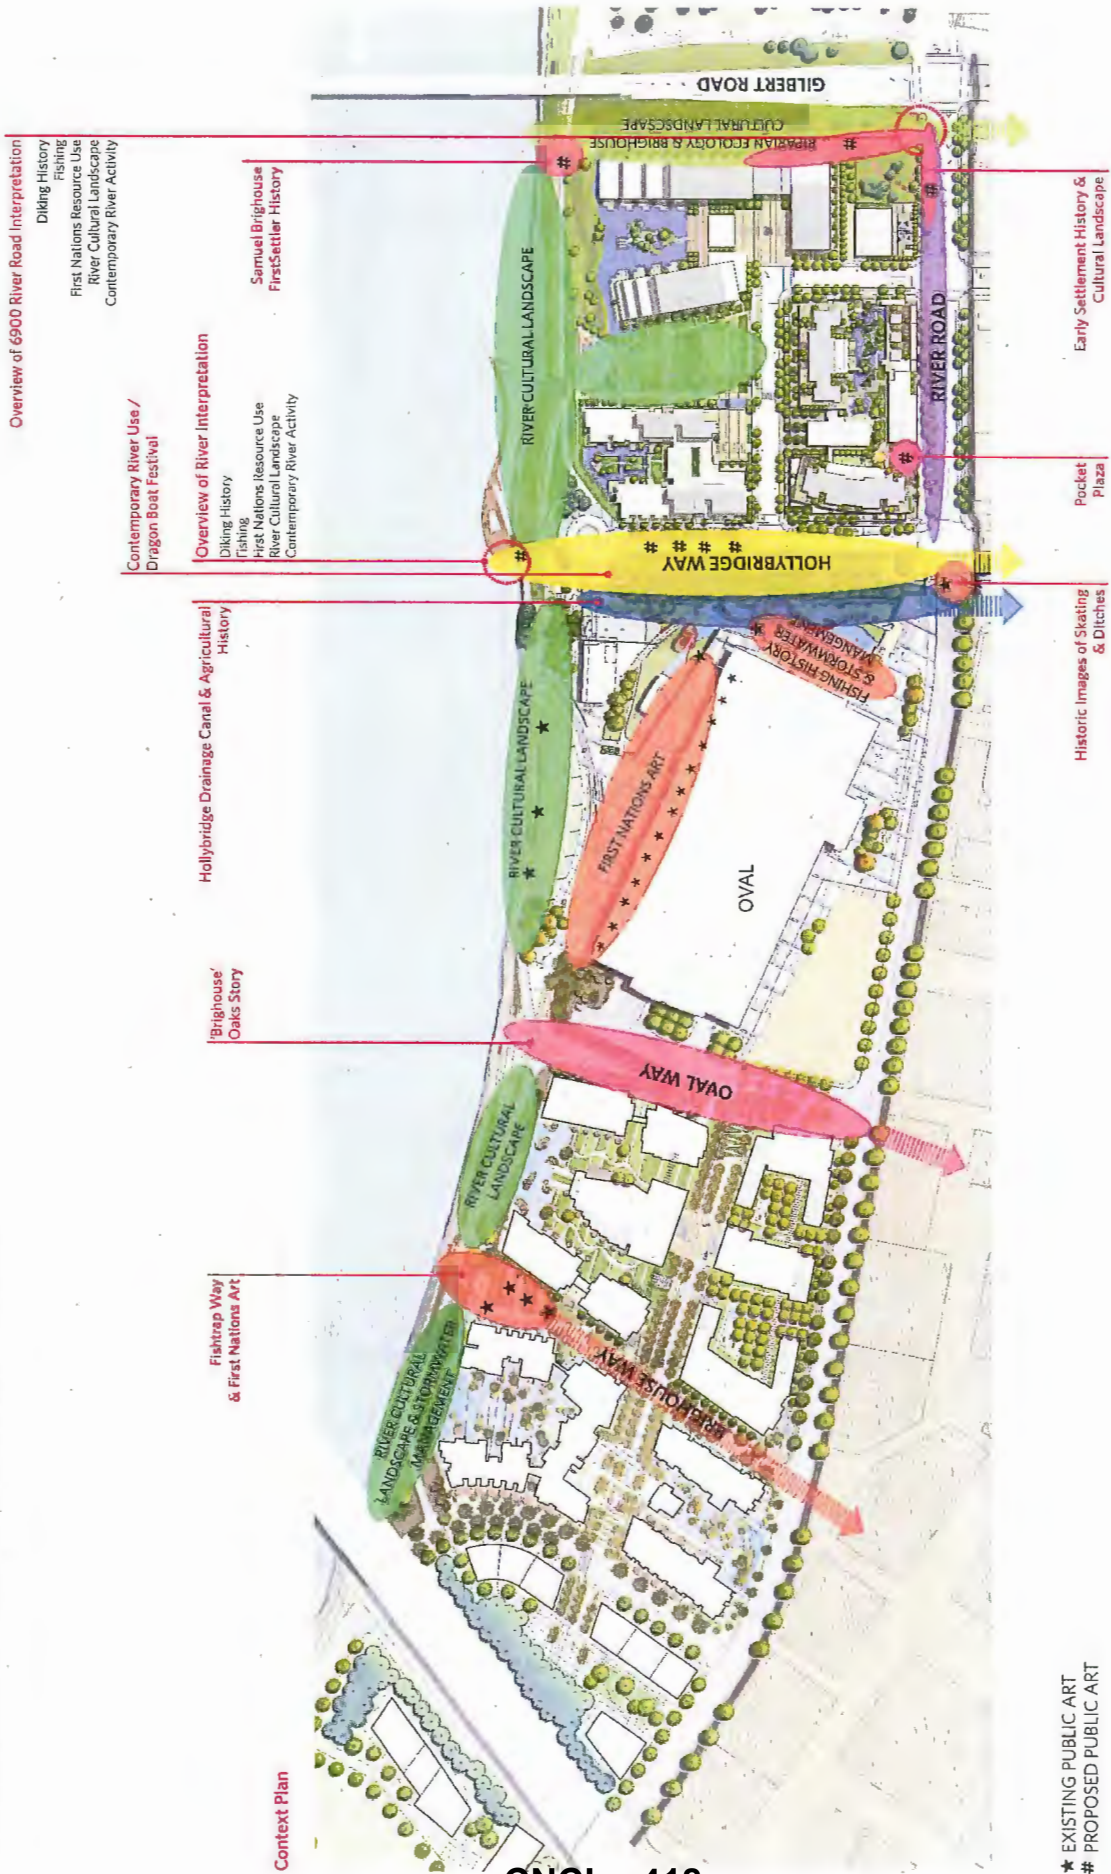 Context Plan
Overview of 6900 River Road Interpretation
Diking History
Fishing
First Nations Resource Use
River Cultural Landscape
Contemporary River Activity
Samuel Brighouse
FirstSettler History
Contemporary River Use /
Dragon Boat Festival
Overview of River Interpretation
Diking History
Fishing
First Nations Resource Use
River Cultural Landscape
Contemporary River Activity
Hollybridge Drainage Canal & Agricultural
History
'Brighouse'
Oaks Story
Fishtrap Way
& First Nations Art
RIVER CULTURAL
LANDSCAPE & STORMWATER
MANAGEMENT
RIVER CULTURAL
LANDSCAPE
BRIGHOUSE WAY
OVAL WAY
RIVER CULTURAL LANDSCAPE
FIRST NATIONS ART
OVAL
FISHING HISTORY
& STORMWATER
MANGEMENT
HOLLYBRIDGE WAY
RIVER CULTURAL LANDSCAPE
RIPARIAN ECOLOGY & BRIGHOUSE
CULTURAL LANDSCSAPE
GILBERT ROAD
RIVER ROAD
Early Settlement History &
Cultural Landscape
Pocket
Plaza
Historic Images of Skating
& Ditches
★ EXISTING PUBLIC ART
# PROPOSED PUBLIC ART